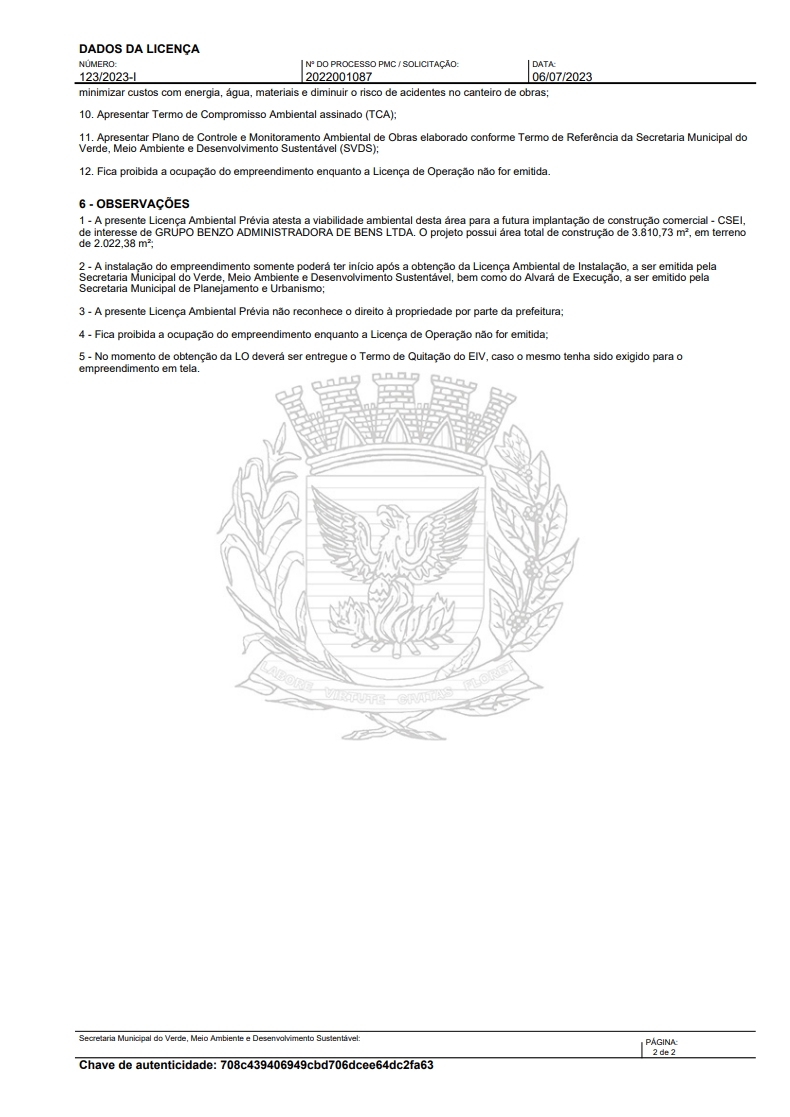 DADOS DA LICENÇA
NÚMERO: Nº DO PROCESSO PMC / SOLICITAÇÃO: DATA:
123/2023-I 2022001087 06/07/2023
minimizar custos com energia, água, materiais e diminuir o risco de acidentes no canteiro de obras;
10. Apresentar Termo de Compromisso Ambiental assinado (TCA);
11. Apresentar Plano de Controle e Monitoramento Ambiental de Obras elaborado conforme Termo de Referência da Secretaria Municipal do
Verde, Meio Ambiente e Desenvolvimento Sustentável (SVDS);
12. Fica proibida a ocupação do empreendimento enquanto a Licença de Operação não for emitida.
6 - OBSERVAÇÕES
1 - A presente Licença Ambiental Prévia atesta a viabilidade ambiental desta área para a futura implantação de construção comercial - CSEI,
de interesse de GRUPO BENZO ADMINISTRADORA DE BENS LTDA. O projeto possui área total de construção de 3.810,73 m², em terreno
de 2.022,38 m²;
2 - A instalação do empreendimento somente poderá ter início após a obtenção da Licença Ambiental de Instalação, a ser emitida pela
Secretaria Municipal do Verde, Meio Ambiente e Desenvolvimento Sustentável, bem como do Alvará de Execução, a ser emitido pela
Secretaria Municipal de Planejamento e Urbanismo;
3 - A presente Licença Ambiental Prévia não reconhece o direito à propriedade por parte da prefeitura;
4 - Fica proibida a ocupação do empreendimento enquanto a Licença de Operação não for emitida;
5 - No momento de obtenção da LO deverá ser entregue o Termo de Quitação do EIV, caso o mesmo tenha sido exigido para o
empreendimento em tela.
LABORE VIRTUTE CIVITAS FLORET
Secretaria Municipal do Verde, Meio Ambiente e Desenvolvimento Sustentável:
PÁGINA:
2 de 2
Chave de autenticidade: 708c439406949cbd706dcee64dc2fa63